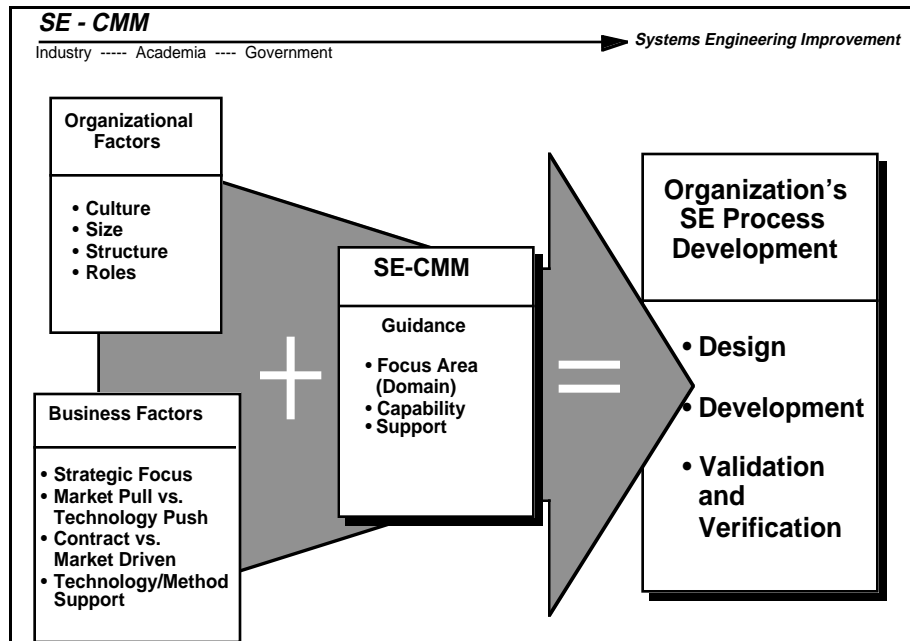 SE - CMM
Industry ----- Academia ---- Government
Systems Engineering Improvement
Organizational
Factors
• Culture
• Size
• Structure
• Roles
Business Factors
• Strategic Focus
• Market Pull vs.
Technology Push
• Contract vs.
Market Driven
• Technology/Method
Support
+
SE-CMM
Guidance
• Focus Area
(Domain)
• Capability
• Support
=
Organization’s
SE Process
Development
• Design
• Development
• Validation
and
Verification